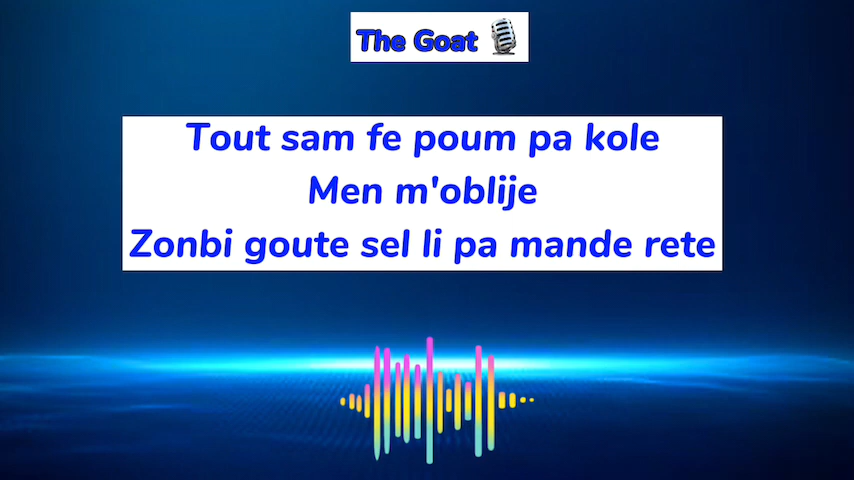 The Goat
Tout sam fe poum pa kole
Men m'oblije
Zonbi goute sel li pa mande rete